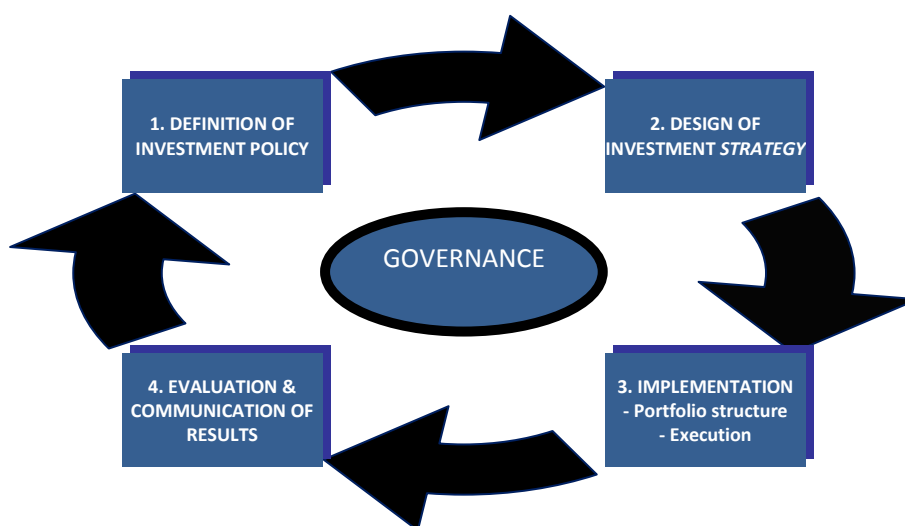 1. DEFINITION OF
INVESTMENT POLICY
2. DESIGN OF
INVESTMENT STRATEGY
GOVERNANCE
4. EVALUATION &
COMMUNICATION OF
RESULTS
3. IMPLEMENTATION
- Portfolio structure
- Execution